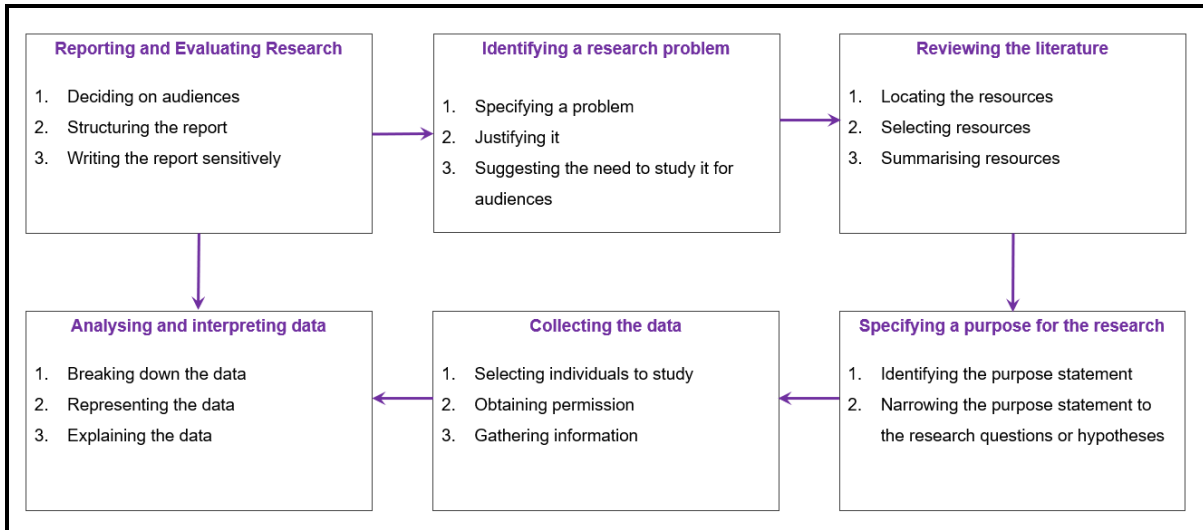 Reporting and Evaluating Research
1. Deciding on audiences
2. Structuring the report
3. Writing the report sensitively
Identifying a research problem
1. Specifying a problem
2. Justifying it
3. Suggesting the need to study it for
audiences
Reviewing the literature
1. Locating the resources
2. Selecting resources
3. Summarising resources
Analysing and interpreting data
1. Breaking down the data
2. Representing the data
3. Explaining the data
Collecting the data
1. Selecting individuals to study
2. Obtaining permission
3. Gathering information
Specifying a purpose for the research
1. Identifying the purpose statement
2. Narrowing the purpose statement to
the research questions or hypotheses